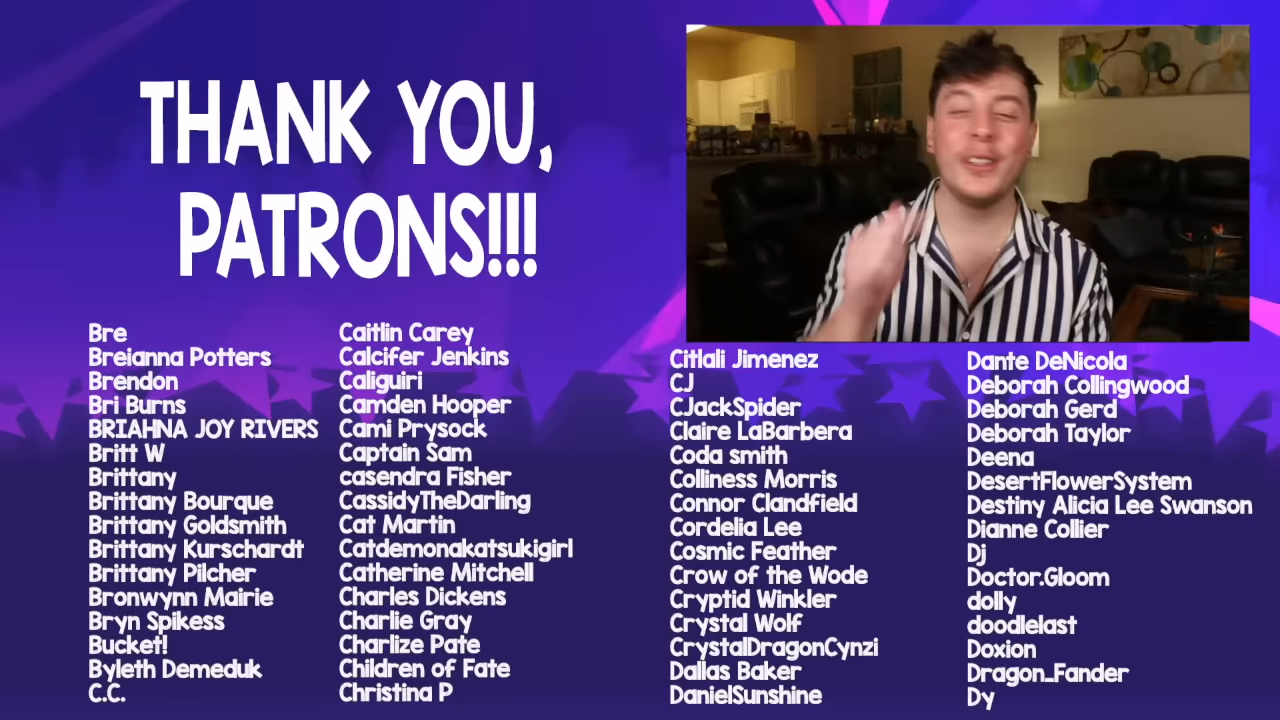 THANK YOU,
PATRONS!!!
Bre
Breianna Potters
Brendon
Bri Burns
BRIAHNA JOY RIVERS
Britt W
Brittany
Brittany Bourque
Brittany Goldsmith
Brittany Kurschardt
Brittany Pilcher
Bronwynn Mairie
Bryn Spikess
Bucket!
Byleth Demeduk
C.C.
Caitlin Carey
Calcifer Jenkins
Caliguiri
Camden Hooper
Cami Prysock
Captain Sam
casendra Fisher
CassidyTheDarling
Cat Martin
Catdemonakatsukigirl
Catherine Mitchell
Charles Dickens
Charlie Gray
Charlize Pate
Children of Fate
Christina P
Citlali Jimenez
CJ
CJackSpider
Claire LaBarbera
Coda smith
Colliness Morris
Connor Clandfield
Cordelia Lee
Cosmic Feather
Crow of the Wode
Cryptid Winkler
Crystal Wolf
CrystalDragonCynzi
Dallas Baker
DanielSunshine
Dante DeNicola
Deborah Collingwood
Deborah Gerd
Deborah Taylor
Deena
DesertFlowerSystem
Destiny Alicia Lee Swanson
Dianne Collier
Dj
Doctor.Gloom
dolly
doodlelast
Doxion
Dragon_Fander
Dy